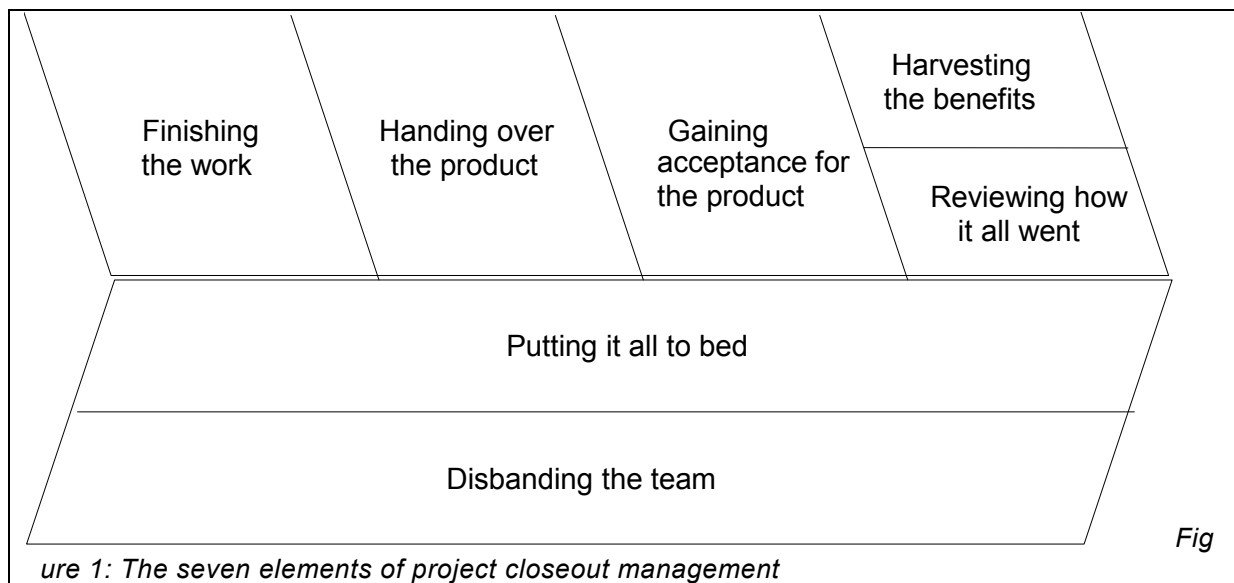 Finishing
the work
Handing over
the product
Gaining
acceptance for
the product
Harvesting
the benefits
Reviewing how
it all went
Putting it all to bed
Disbanding the team
Fig
ure 1: The seven elements of project closeout management